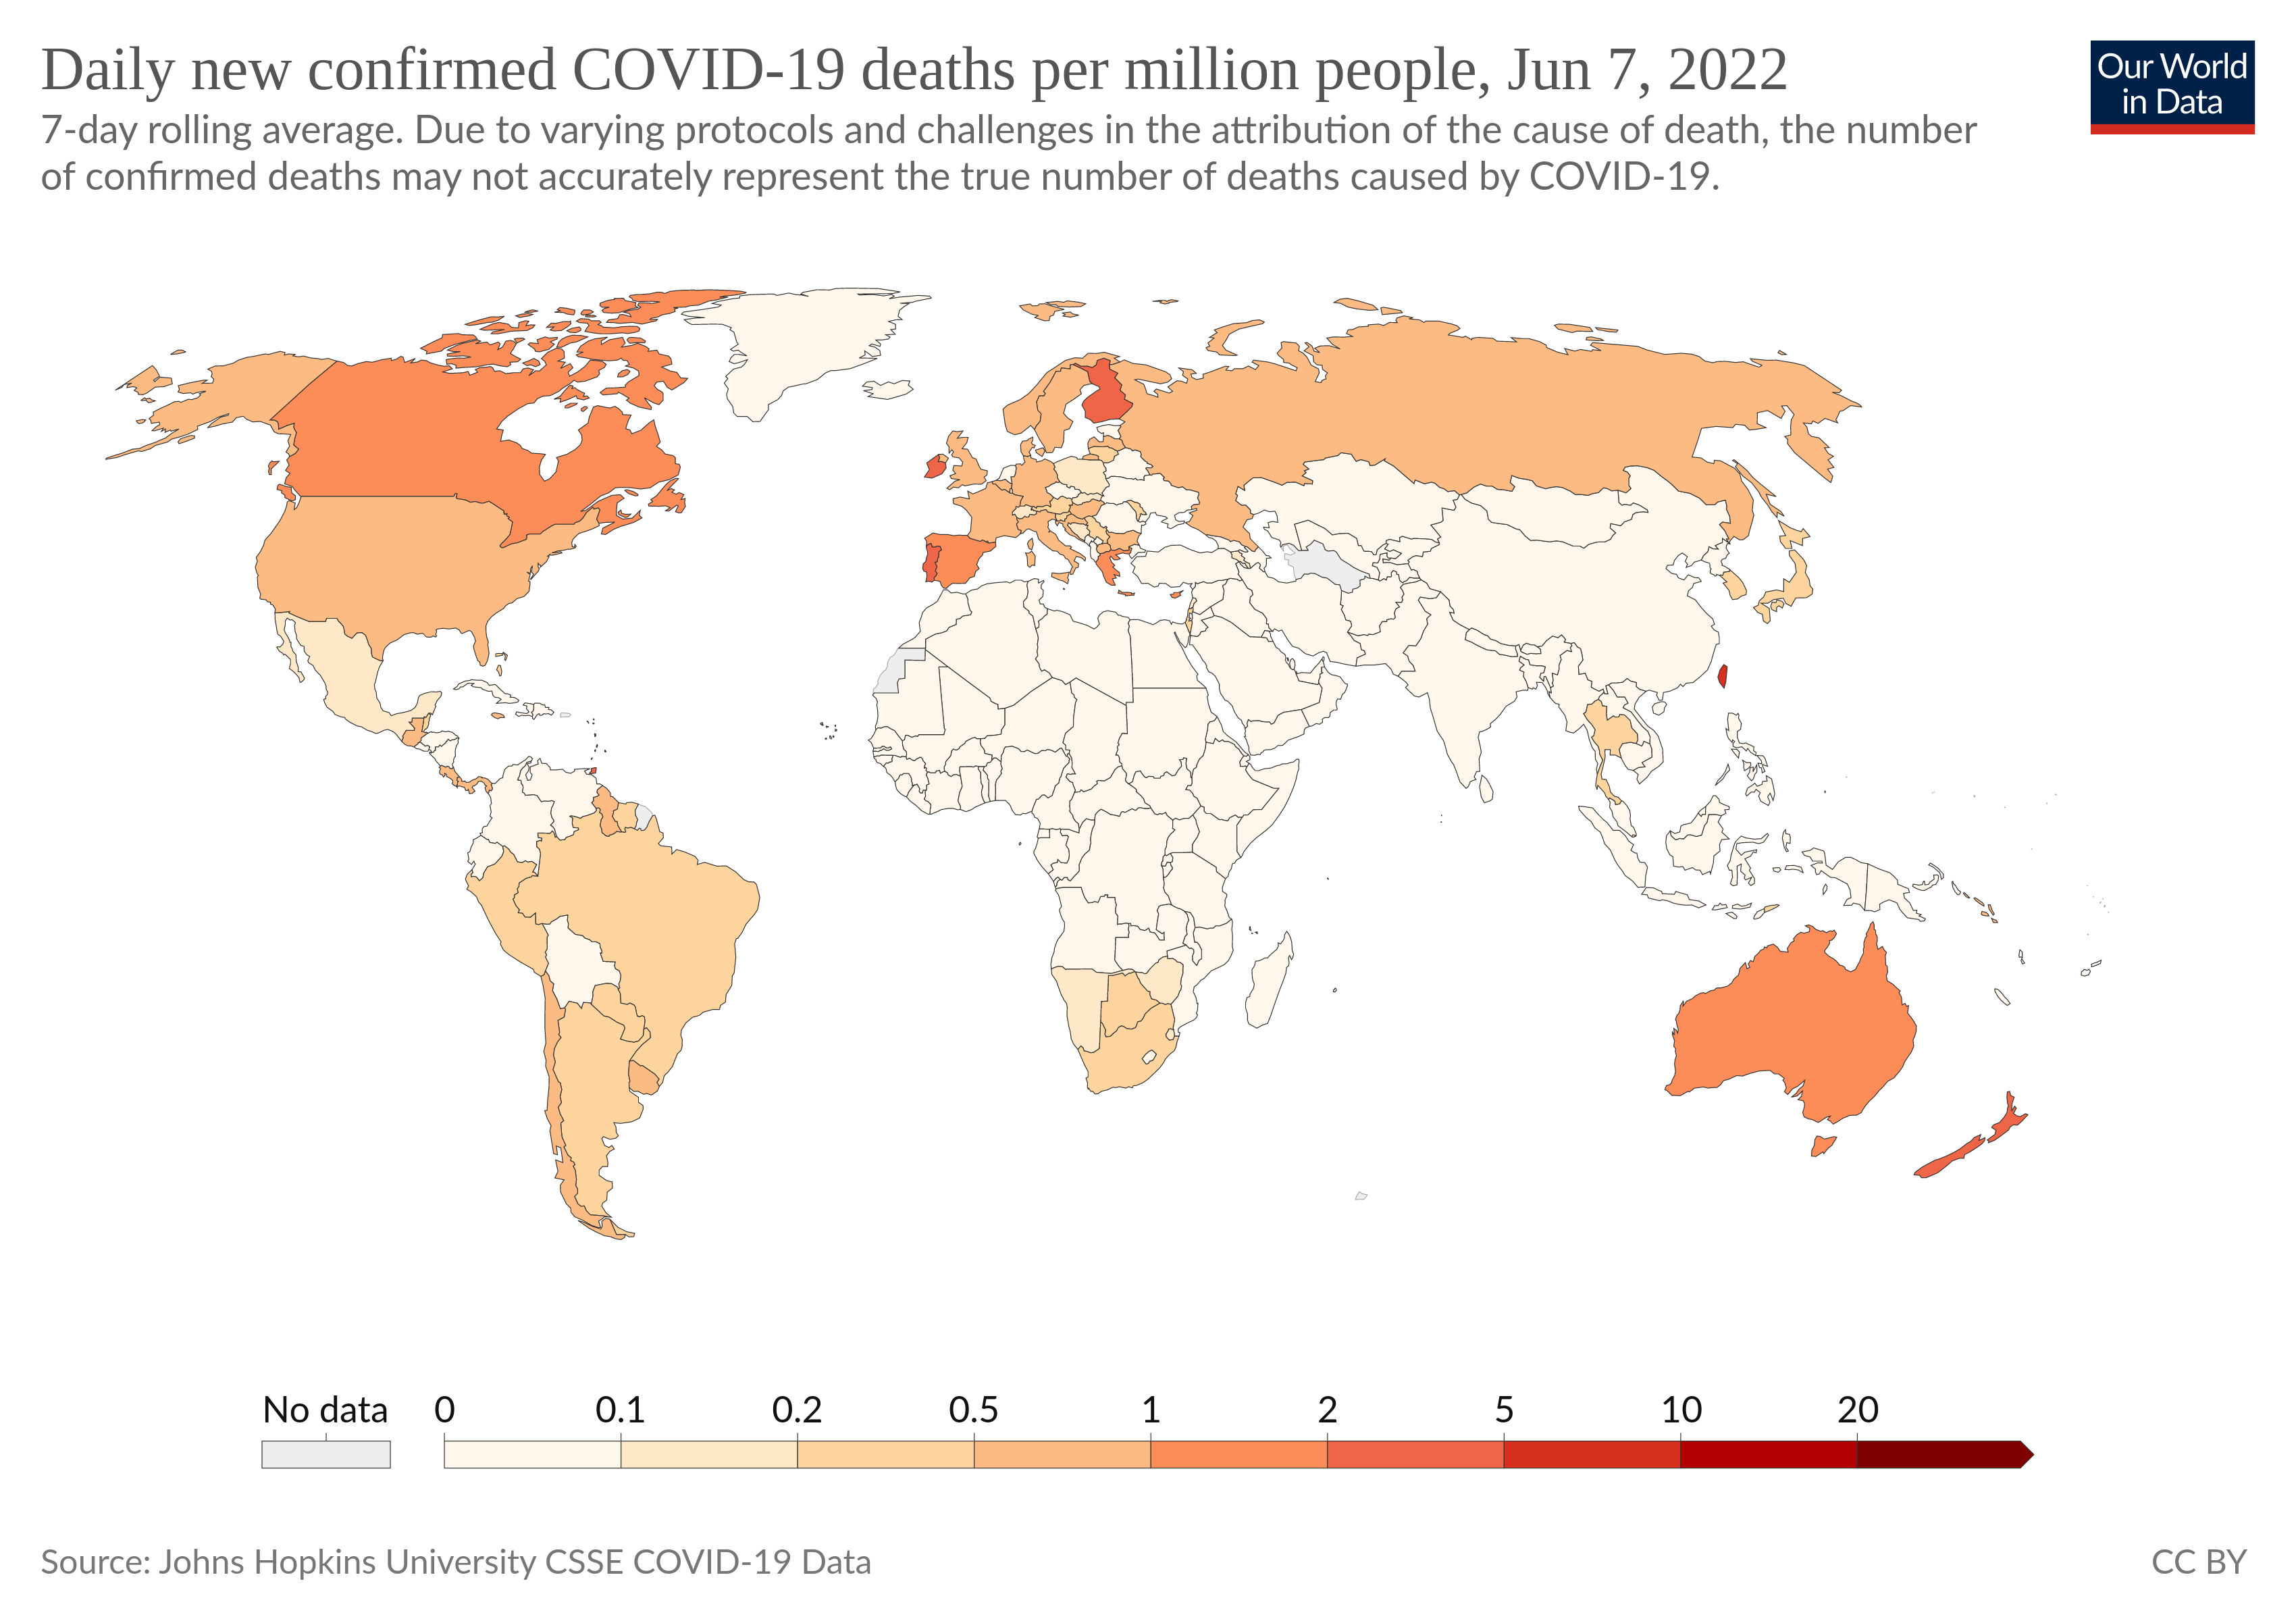 Daily new confirmed COVID-19 deaths per million people, Jun 7, 2022
7-day rolling average. Due to varying protocols and challenges in the attribution of the cause of death, the number
of confirmed deaths may not accurately represent the true number of deaths caused by COVID-19.
Our World
in Data
No data 0 0.1 0.2 0.5 1 2 5 10 20
Source: Johns Hopkins University CSSE COVID-19 Data
CC BY